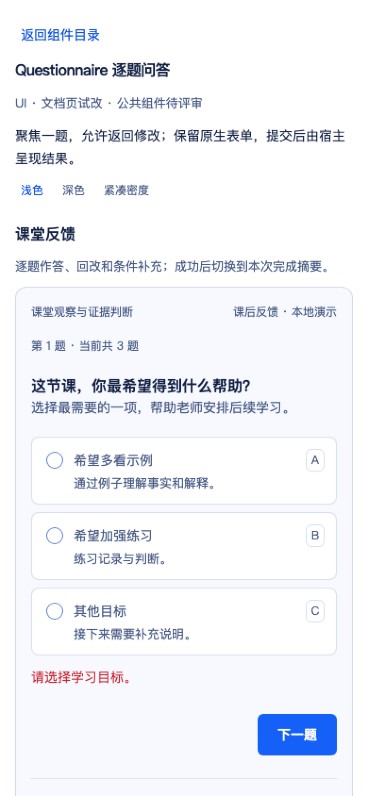 返回组件目录
Questionnaire 逐题问答
UI · 文档页试改 · 公共组件待评审
聚焦一题，允许返回修改；保留原生表单，提交后由宿主
呈现结果。
浅色 深色 紧凑密度
课堂反馈
逐题作答、回改和条件补充；成功后切换到本次完成摘要。
课堂观察与证据判断 课后反馈 · 本地演示
第 1 题 · 当前共 3 题
这节课，你最希望得到什么帮助？
选择最需要的一项，帮助老师安排后续学习。
希望多看示例 A
通过例子理解事实和解释。
希望加强练习 B
练习记录与判断。
其他目标 C
接下来需要补充说明。
请选择学习目标。
下一题